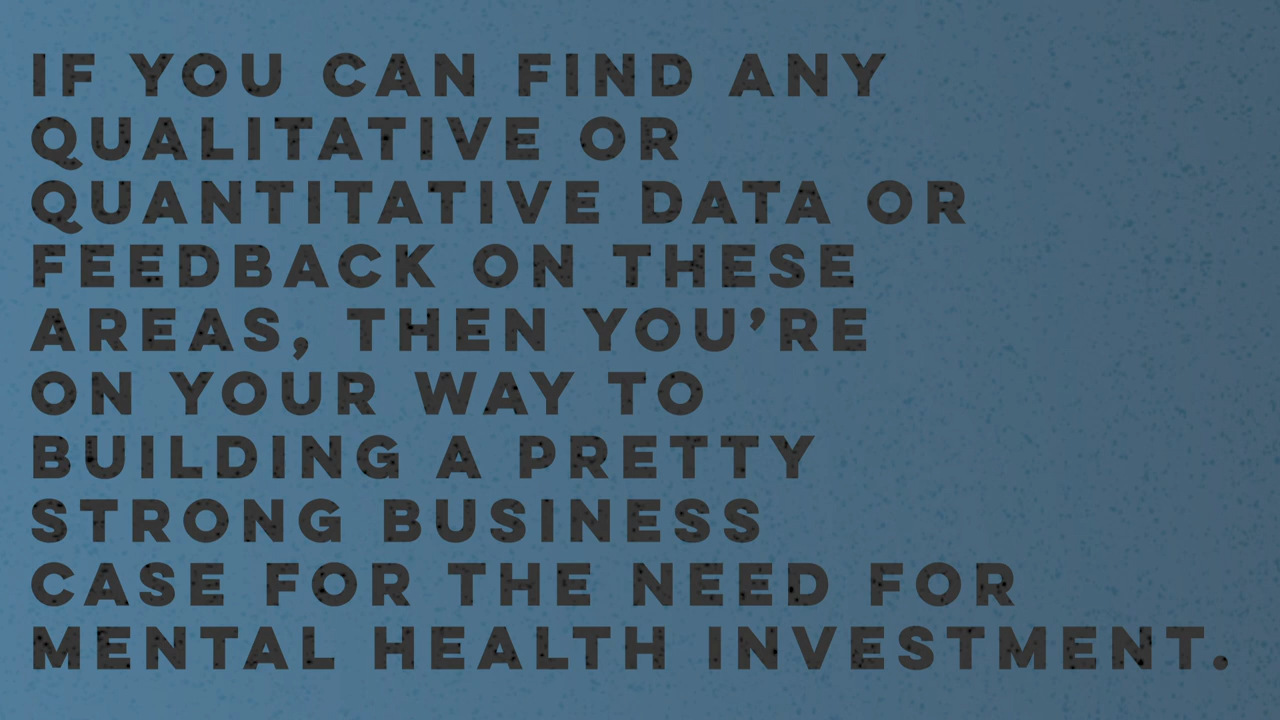 IF YOU CAN FIND ANY
QUALITATIVE OR
QUANTITATIVE DATA OR
FEEDBACK ON THESE
AREAS, THEN YOU’RE
ON YOUR WAY TO
BUILDING A PRETTY
STRONG BUSINESS
CASE FOR THE NEED FOR
MENTAL HEALTH INVESTMENT.